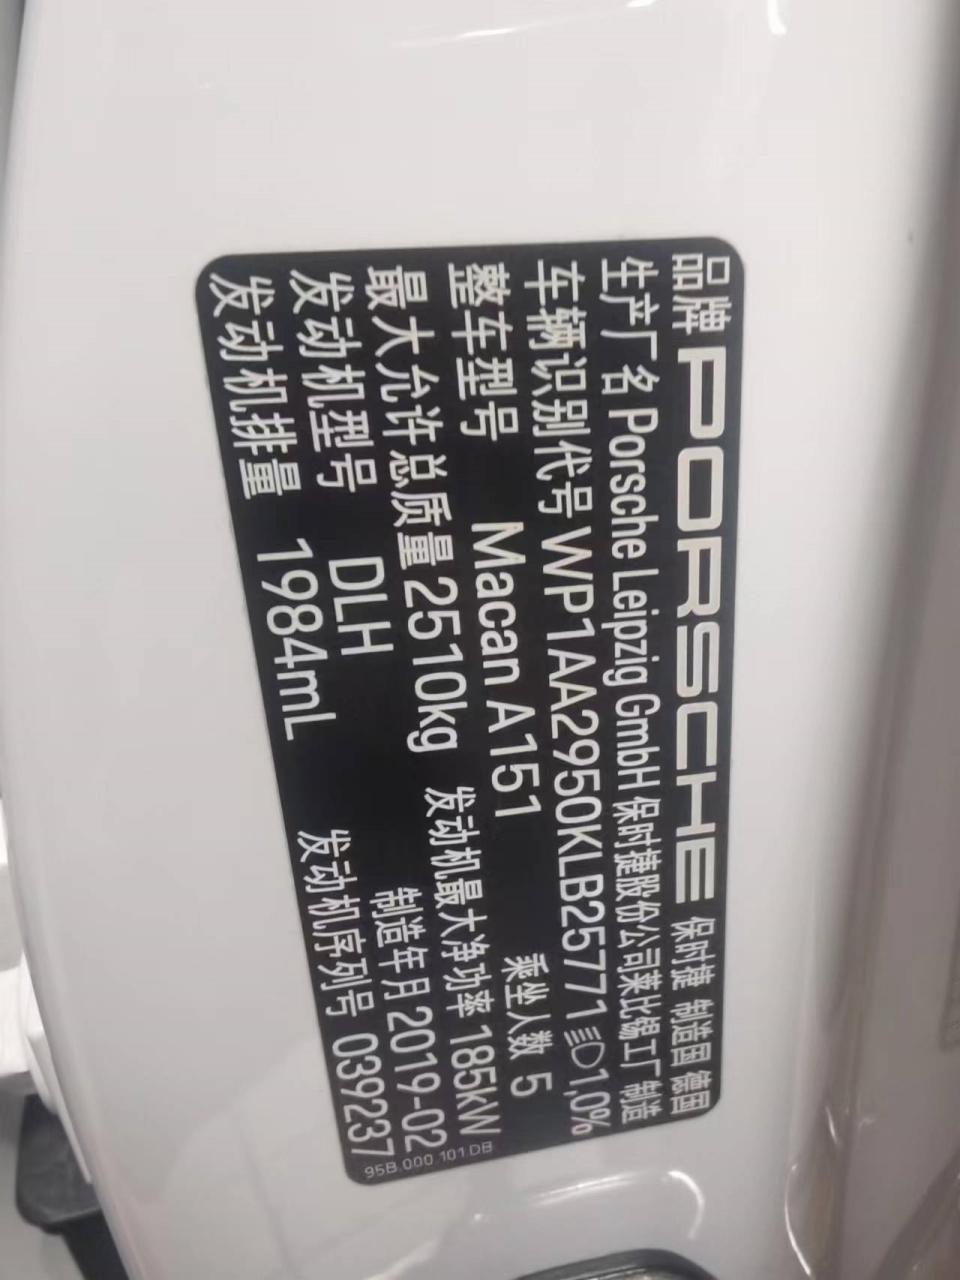 品牌 PORSCHE 保时捷 制造国 德国
生产厂名 Porsche Leipzig GmbH 保时捷股份公司莱比锡工厂 制造
车辆识别代号 WP1AA2950KLB25771 1,0%
整车型号 Macan A151 乘坐人数 5
最大允许总质量 2510kg 发动机最大净功率 185kW
发动机型号 DLH 制造年月 2019-02
发动机排量 1984mL 发动机序列号 039237
95B.000.101.DB